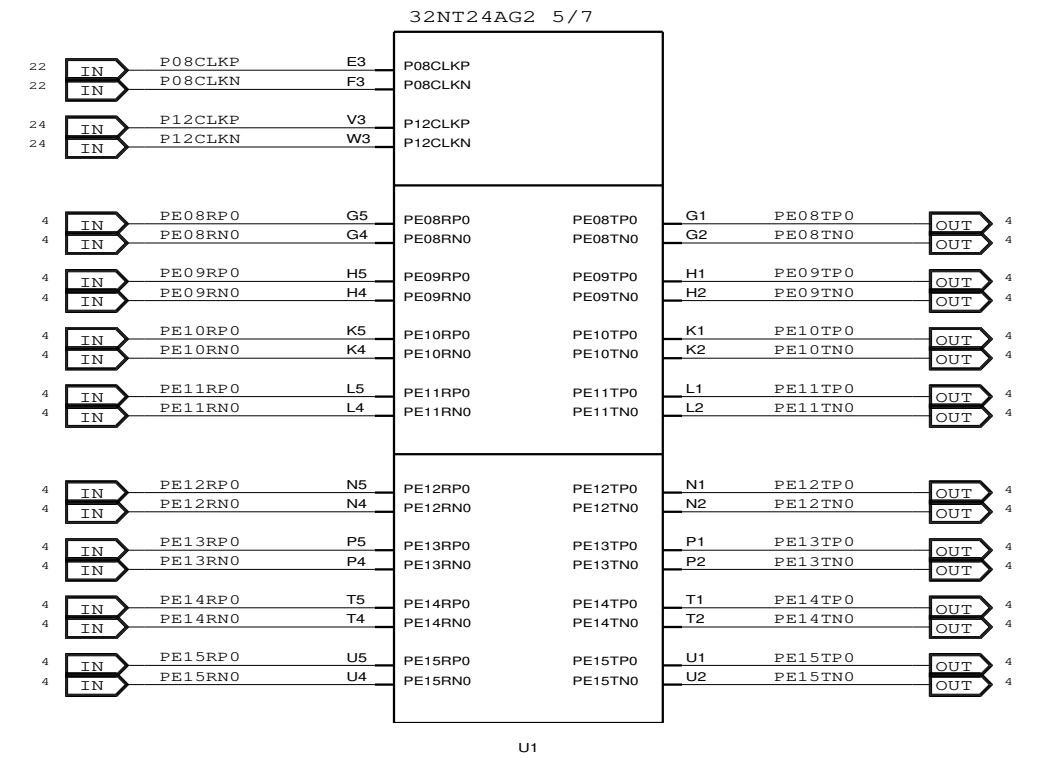 32NT24AG2 5/7
22 IN P08CLKP E3 P08CLKP
22 IN P08CLKN F3 P08CLKN
24 IN P12CLKP V3 P12CLKP
24 IN P12CLKN W3 P12CLKN
4 IN PE08RP0 G5 PE08RP0 PE08TP0 G1 PE08TP0 OUT 4
4 IN PE08RN0 G4 PE08RN0 PE08TN0 G2 PE08TN0 OUT 4
4 IN PE09RP0 H5 PE09RP0 PE09TP0 H1 PE09TP0 OUT 4
4 IN PE09RN0 H4 PE09RN0 PE09TN0 H2 PE09TN0 OUT 4
4 IN PE10RP0 K5 PE10RP0 PE10TP0 K1 PE10TP0 OUT 4
4 IN PE10RN0 K4 PE10RN0 PE10TN0 K2 PE10TN0 OUT 4
4 IN PE11RP0 L5 PE11RP0 PE11TP0 L1 PE11TP0 OUT 4
4 IN PE11RN0 L4 PE11RN0 PE11TN0 L2 PE11TN0 OUT 4
4 IN PE12RP0 N5 PE12RP0 PE12TP0 N1 PE12TP0 OUT 4
4 IN PE12RN0 N4 PE12RN0 PE12TN0 N2 PE12TN0 OUT 4
4 IN PE13RP0 P5 PE13RP0 PE13TP0 P1 PE13TP0 OUT 4
4 IN PE13RN0 P4 PE13RN0 PE13TN0 P2 PE13TN0 OUT 4
4 IN PE14RP0 T5 PE14RP0 PE14TP0 T1 PE14TP0 OUT 4
4 IN PE14RN0 T4 PE14RN0 PE14TN0 T2 PE14TN0 OUT 4
4 IN PE15RP0 U5 PE15RP0 PE15TP0 U1 PE15TP0 OUT 4
4 IN PE15RN0 U4 PE15RN0 PE15TN0 U2 PE15TN0 OUT 4
U1